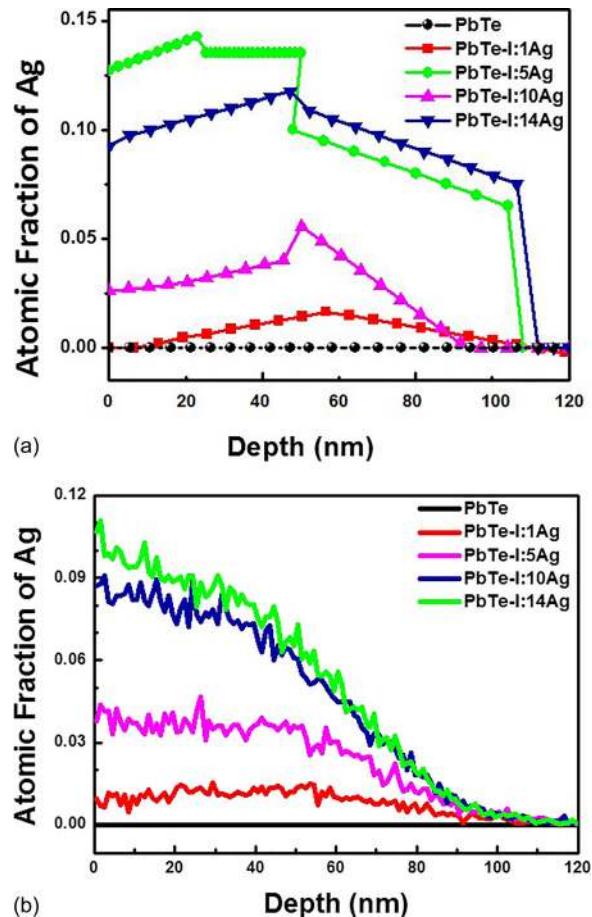 0.15
0.10
0.05
0.00
Atomic Fraction of Ag
PbTe
PbTe-I:1Ag
PbTe-I:5Ag
PbTe-I:10Ag
PbTe-I:14Ag
0 20 40 60 80 100 120
(a)
Depth (nm)
0.12
0.09
0.06
0.03
0.00
Atomic Fraction of Ag
PbTe
PbTe-I:1Ag
PbTe-I:5Ag
PbTe-I:10Ag
PbTe-I:14Ag
0 20 40 60 80 100 120
(b)
Depth (nm)